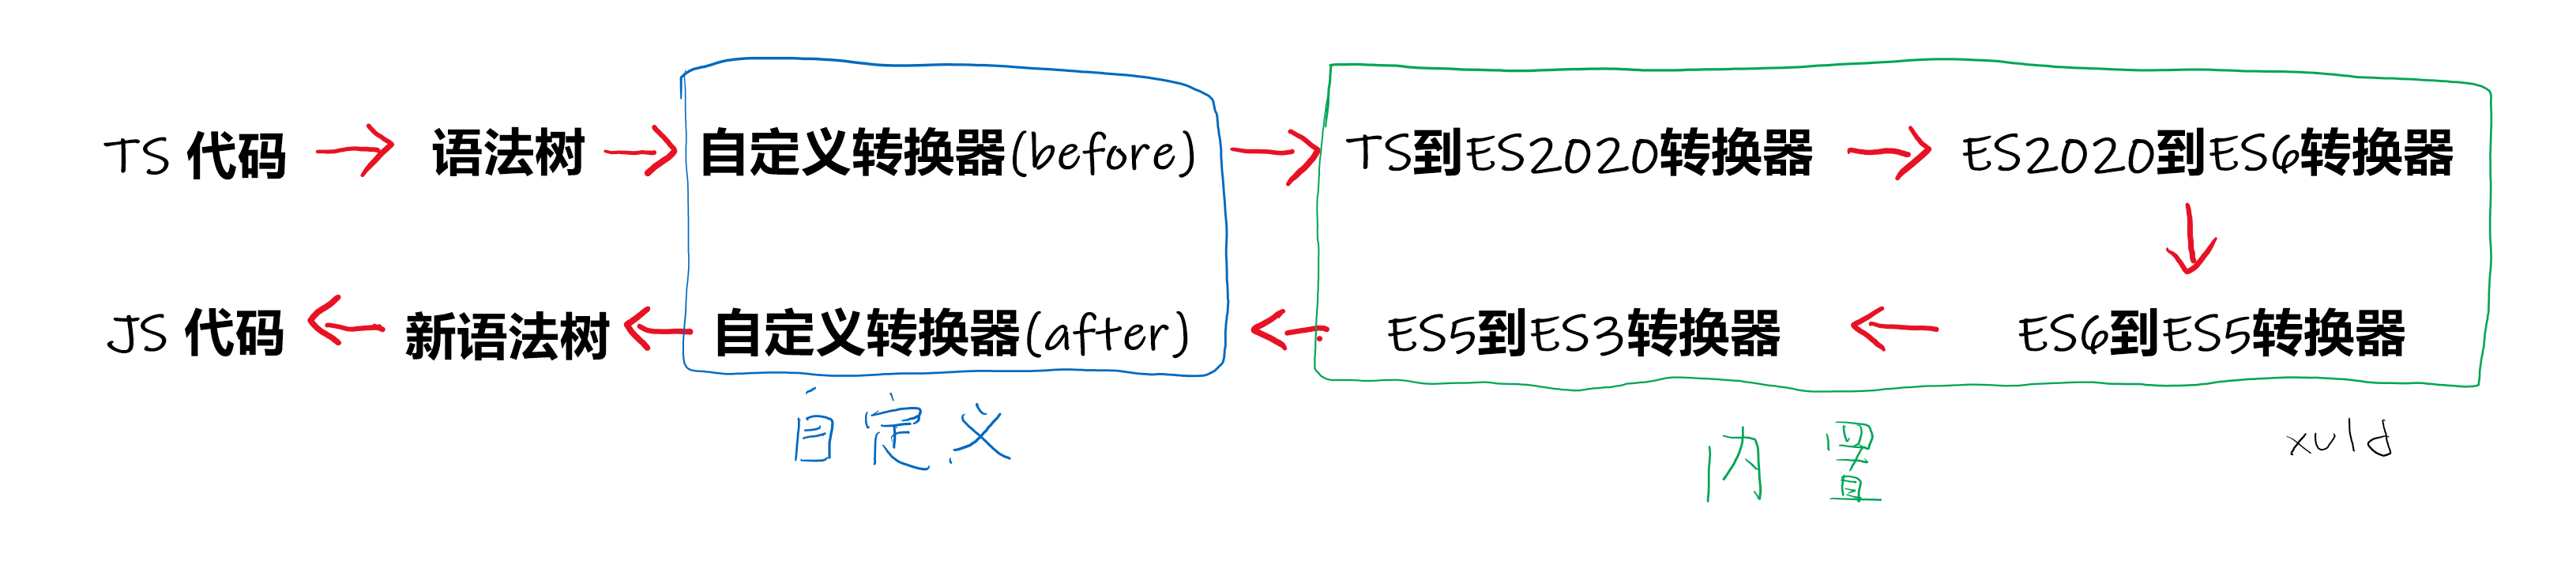 TS 代码 → 语法树 → 自定义转换器(before) → TS到ES2020转换器 → ES2020到ES6转换器
JS 代码 ← 新语法树 ← 自定义转换器(after) ← ES5到ES3转换器 ← ES6到ES5转换器
自定义
内置
xuld